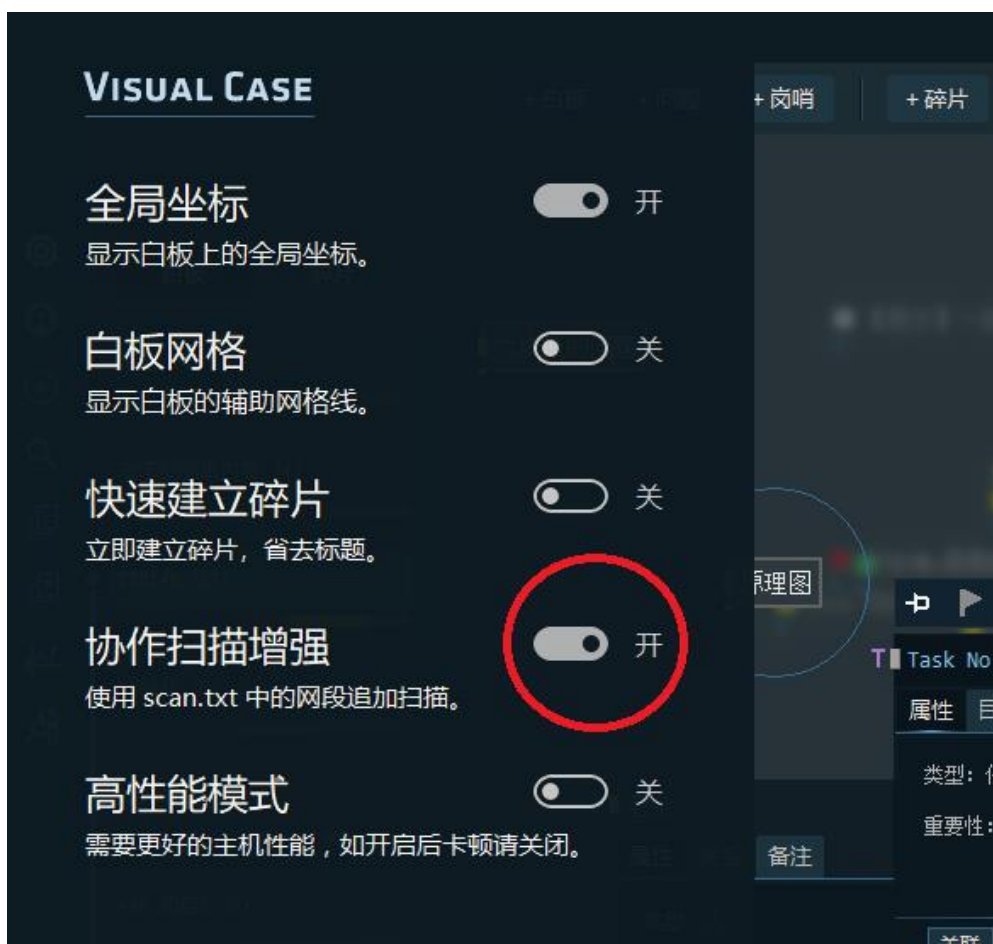 VISUAL CASE
+ 岗哨
+ 碎片
全局坐标
开
显示白板上的全局坐标。
白板网格
关
显示白板的辅助网格线。
快速建立碎片
关
立即建立碎片，省去标题。
原理图
协作扫描增强
开
使用 scan.txt 中的网段追加扫描。
T
Task No
属性
类型：
高性能模式
关
重要性：
需要更好的主机性能，如开启后卡顿请关闭。
备注
关联